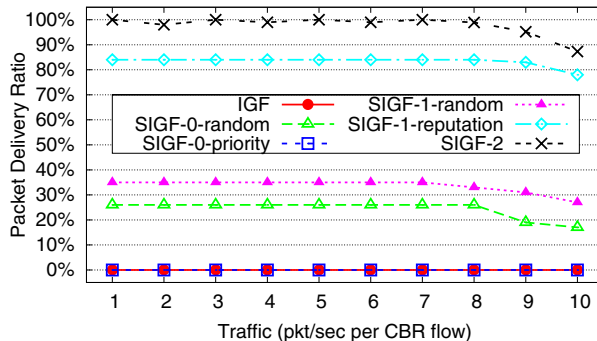 100%
90%
80%
70%
60%
50%
40%
30%
20%
10%
0%
Packet Delivery Ratio
IGF
SIGF-0-random
SIGF-0-priority
SIGF-1-random
SIGF-1-reputation
SIGF-2
1 2 3 4 5 6 7 8 9 10
Traffic (pkt/sec per CBR flow)